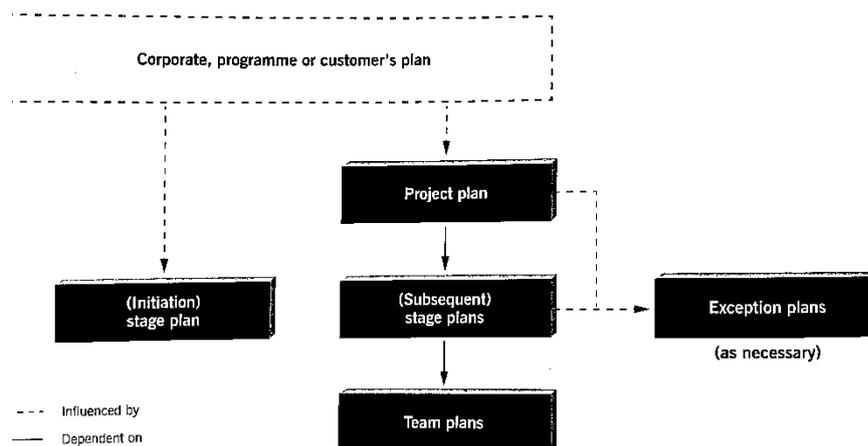 Corporate, programme or customer's plan
Project plan
(Initiation)
stage plan
(Subsequent)
stage plans
Exception plans
(as necessary)
Team plans
Influenced by
Dependent on